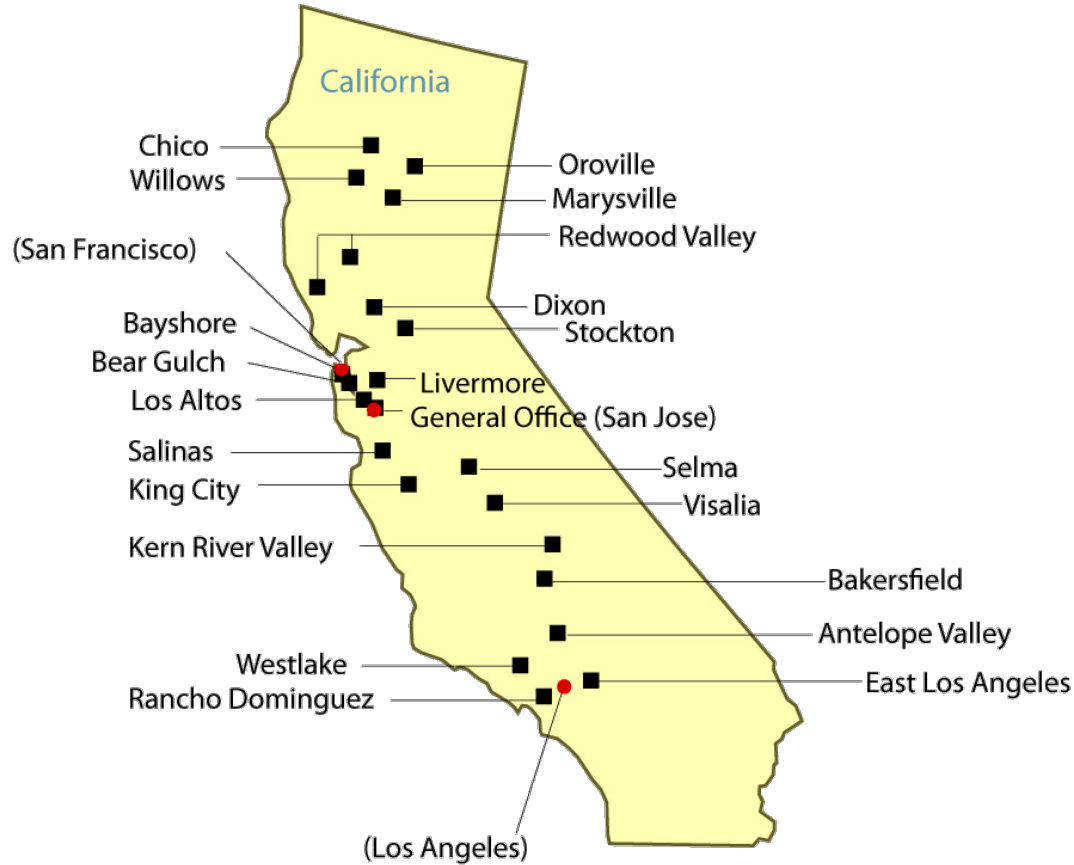 California
Chico
Oroville
Willows
Marysville
Redwood Valley
(San Francisco)
Dixon
Bayshore
Stockton
Bear Gulch
Livermore
Los Altos
General Office (San Jose)
Salinas
Selma
King City
Visalia
Kern River Valley
Bakersfield
Antelope Valley
Westlake
East Los Angeles
Rancho Dominguez
(Los Angeles)